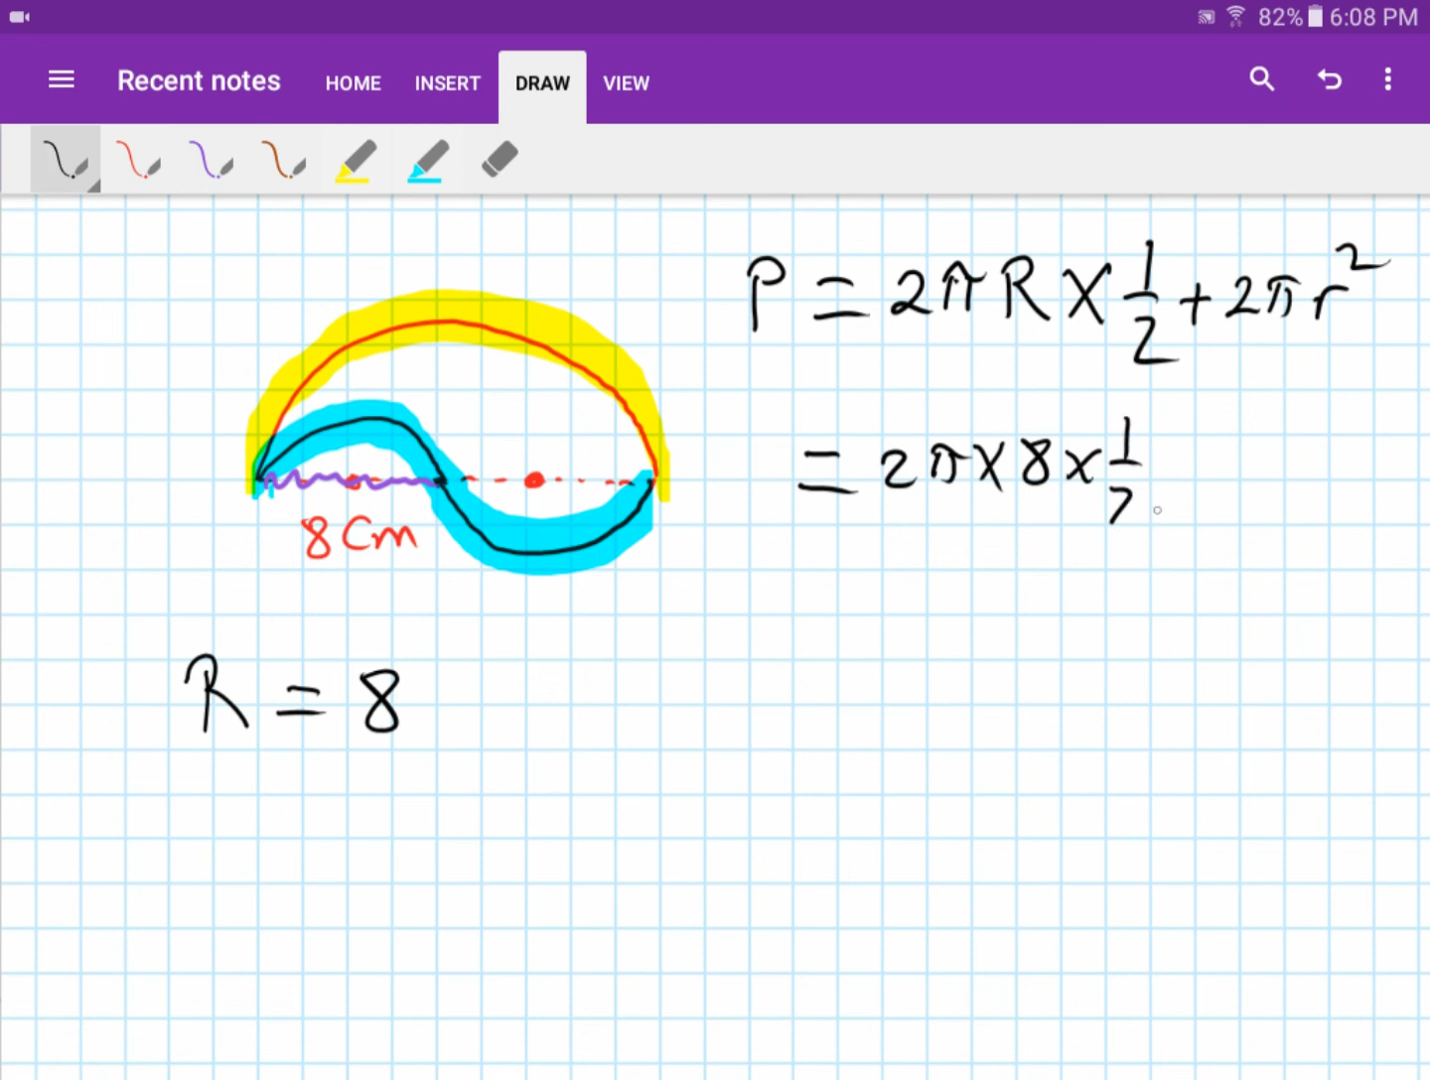 82% 6:08 PM
Recent notes HOME INSERT DRAW VIEW
P = 2πR × 1/2 + 2πr²
= 2π × 8 × 1/2
8 Cm
R = 8